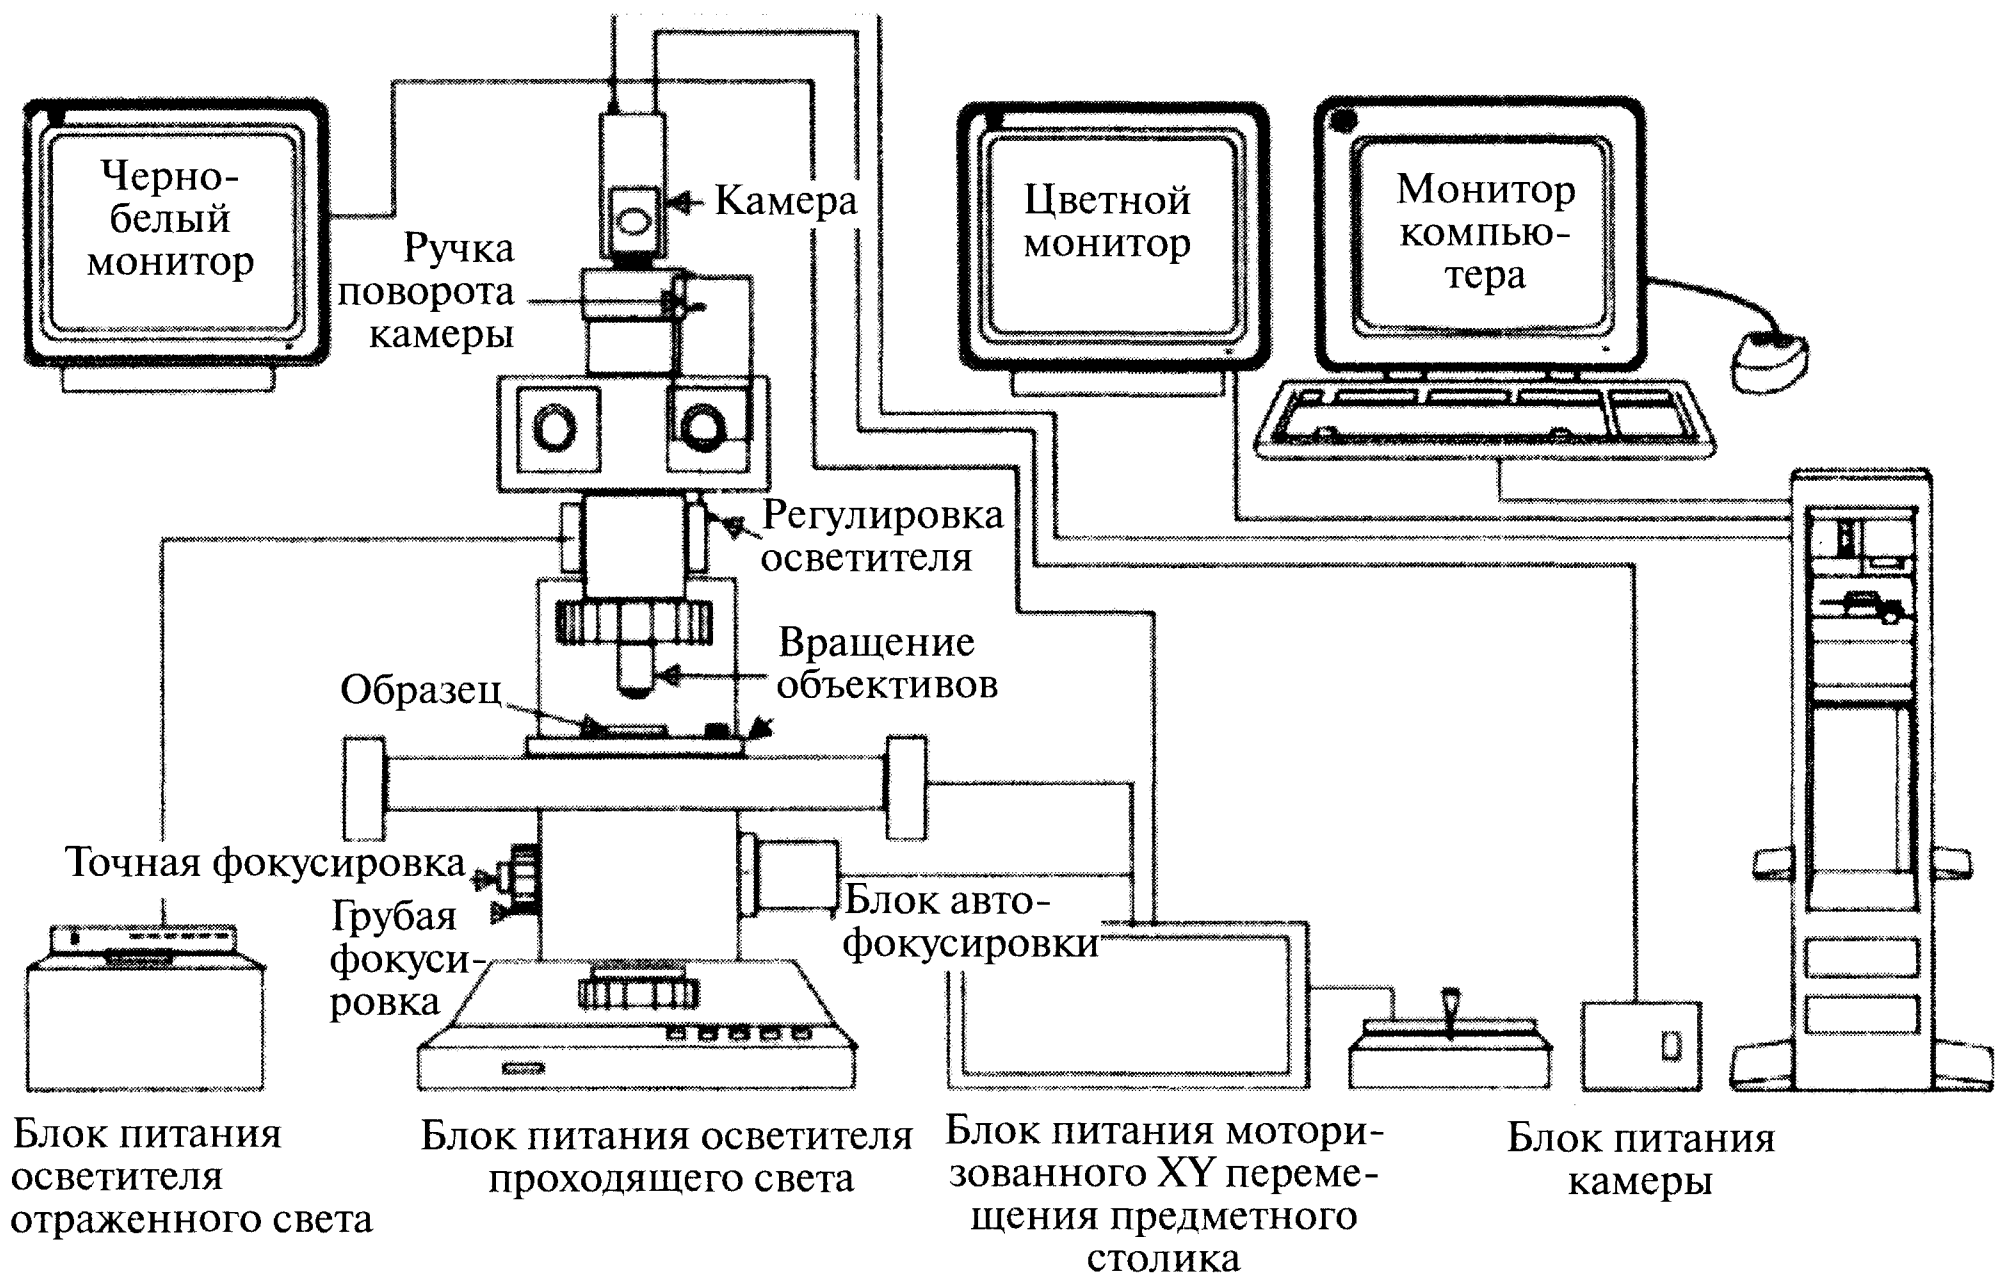 Черно-
белый
монитор
Камера
Ручка
поворота
камеры
Цветной
монитор
Монитор
компью-
тера
Регулировка
осветителя
Вращение
объективов
Образец
Точная фокусировка
Грубая
фокуси-
ровка
Блок авто-
фокусировки
Блок питания
осветителя
отраженного света
Блок питания осветителя
проходящего света
Блок питания мотори-
зованного XY переме-
щения предметного
столика
Блок питания
камеры